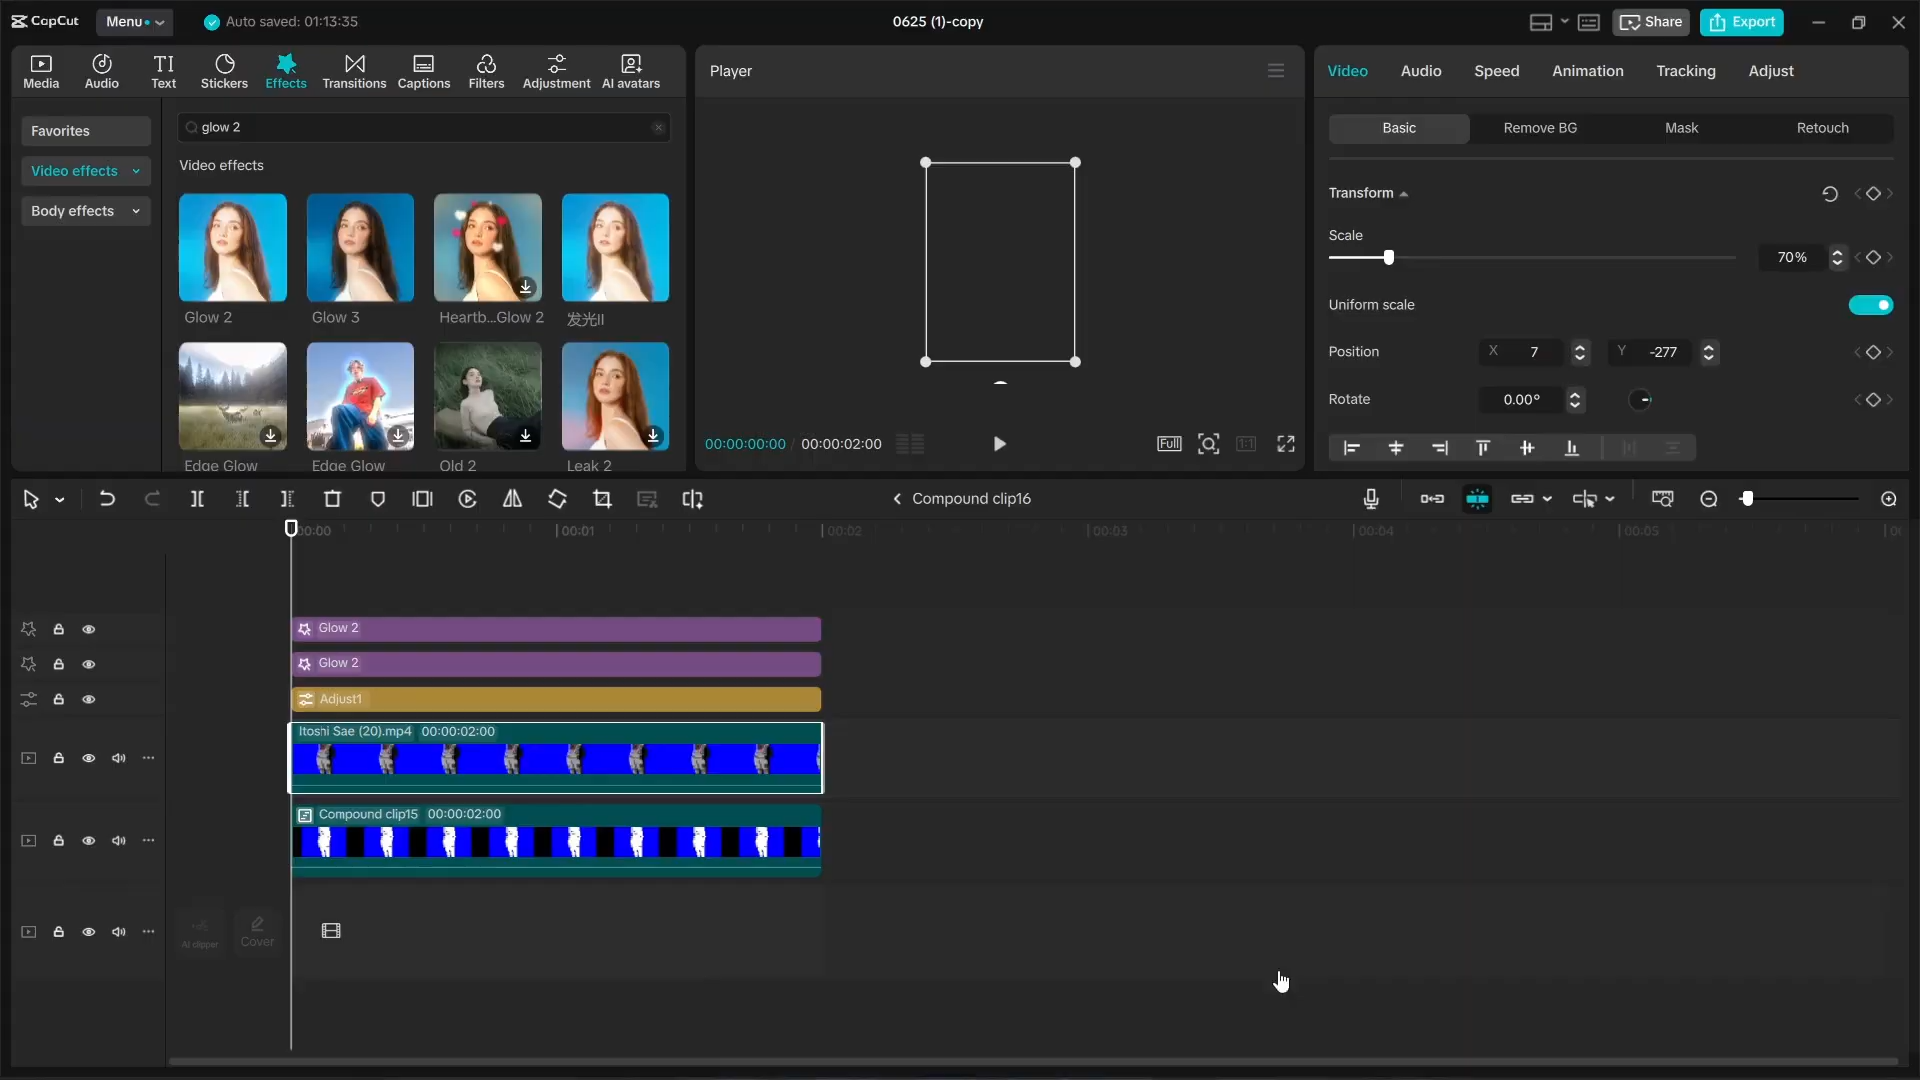 CapCut
Menu
Auto saved: 01:13:35
0625 (1)-copy
Share
Export
Media
Audio
Text
Stickers
Effects
Transitions
Captions
Filters
Adjustment
AI avatars
Favorites
Video effects
Body effects
glow 2
Video effects
Glow 2
Glow 3
Heartb...Glow 2
发光II
Edge Glow
Edge Glow
Old 2
Leak 2
Player
00:00:00:00 / 00:00:02:00
Full
1:1
Video
Audio
Speed
Animation
Tracking
Adjust
Basic
Remove BG
Mask
Retouch
Transform
Scale
70%
Uniform scale
Position
X 7
Y -277
Rotate
0.00°
Compound clip16
00:00
00:01
00:02
00:03
00:04
00:05
Glow 2
Glow 2
Adjust1
Itoshi Sae (20).mp4 00:00:02:00
Compound clip15 00:00:02:00
AI clipper
Cover